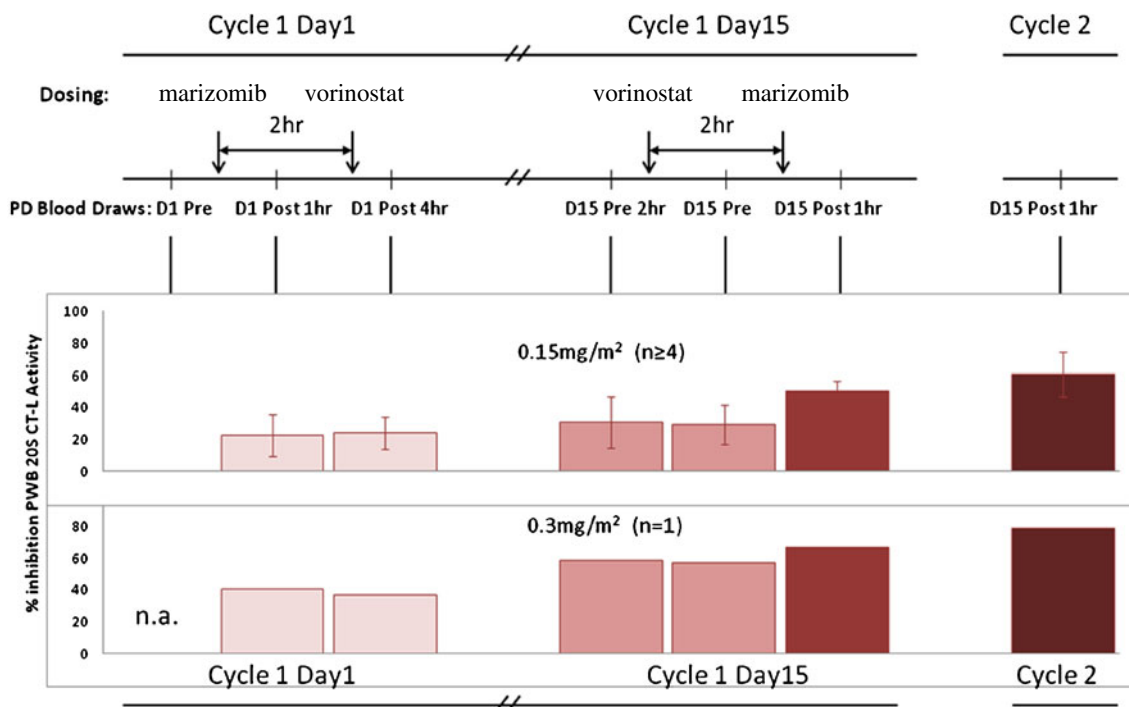 Cycle 1 Day1 Cycle 1 Day15 Cycle 2
Dosing: marizomib vorinostat vorinostat marizomib
2hr 2hr
PD Blood Draws: D1 Pre D1 Post 1hr D1 Post 4hr D15 Pre 2hr D15 Pre D15 Post 1hr D15 Post 1hr
% inhibition PWB 20S CT-L Activity
100
80
60
40
20
0
0.15mg/m² (n≥4)
80
60
40
20
0
0.3mg/m² (n=1)
n.a.
Cycle 1 Day1 Cycle 1 Day15 Cycle 2